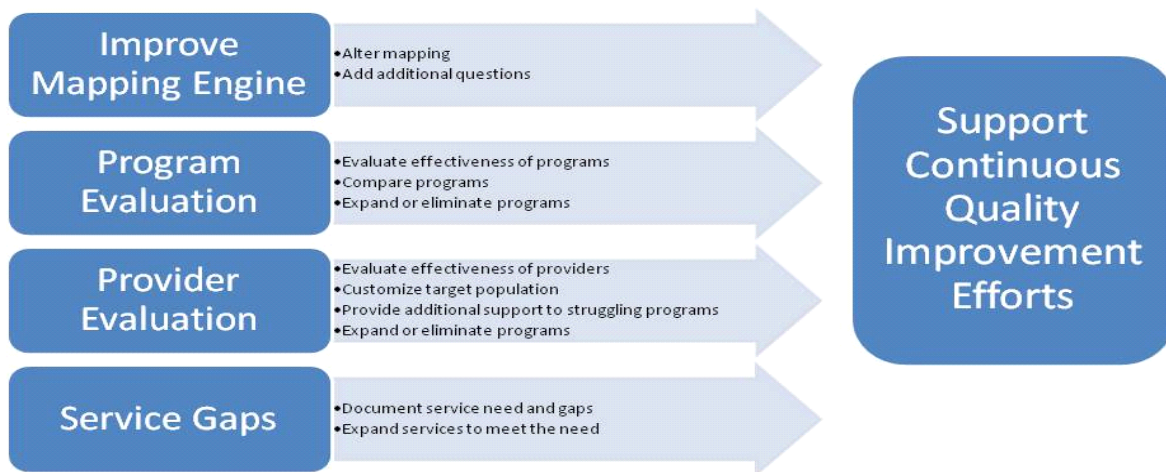 Improve
Mapping Engine
•Alter mapping
•Add additional questions
Program
Evaluation
•Evaluate effectiveness of programs
•Compare programs
•Expand or eliminate programs
Provider
Evaluation
•Evaluate effectiveness of providers
•Customize target population
•Provide additional support to struggling programs
•Expand or eliminate programs
Service Gaps
•Document service need and gaps
•Expand services to meet the need
Support
Continuous
Quality
Improvement
Efforts